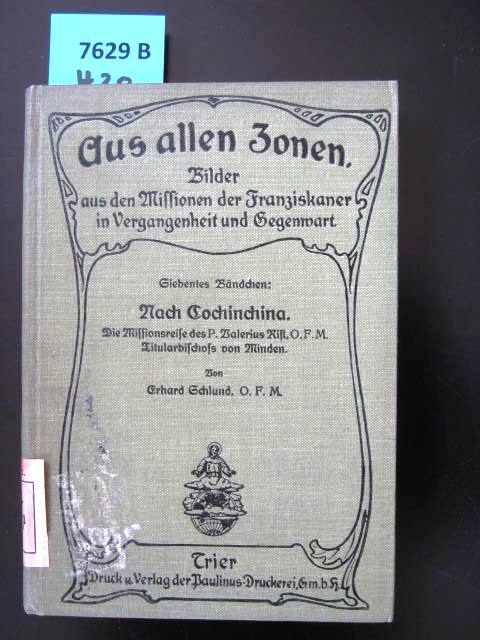 7629 B
Aus allen Zonen.
Bilder
aus den Missionen der Franziskaner
in Vergangenheit und Gegenwart.
Siebentes Bändchen:
Nach Cochinchina.
Die Missionsreise des P. Valerius Rist, O. F. M.
Titularbischofs von Minden.
Von
Erhard Schlund, O. F. M.
Trier
Druck u. Verlag der Paulinus-Druckerei, G.m.b.H.